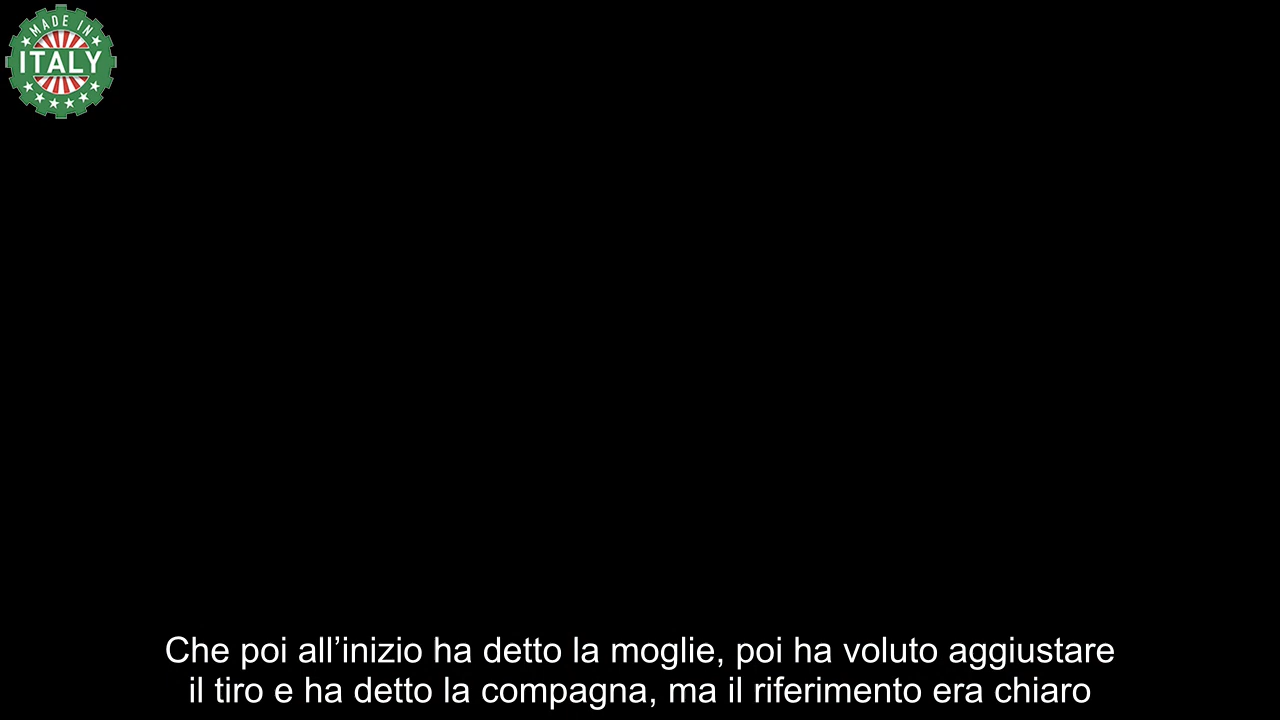 MADE IN
ITALY
Che poi all’inizio ha detto la moglie, poi ha voluto aggiustare
il tiro e ha detto la compagna, ma il riferimento era chiaro